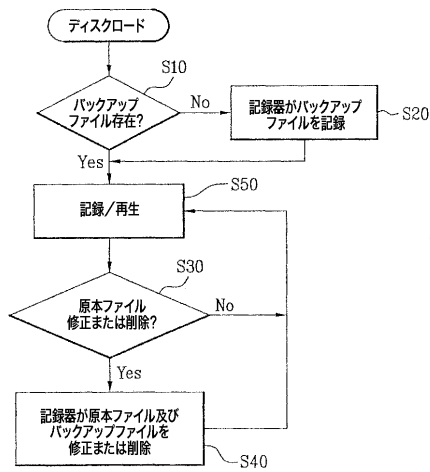 ディスクロード
S10
バックアップ
ファイル存在?
No
記録器がバックアップ
ファイルを記録
S20
Yes
S50
記録/再生
S30
原本ファイル
修正または削除?
No
Yes
記録器が原本ファイル及び
バックアップファイルを
修正または削除
S40